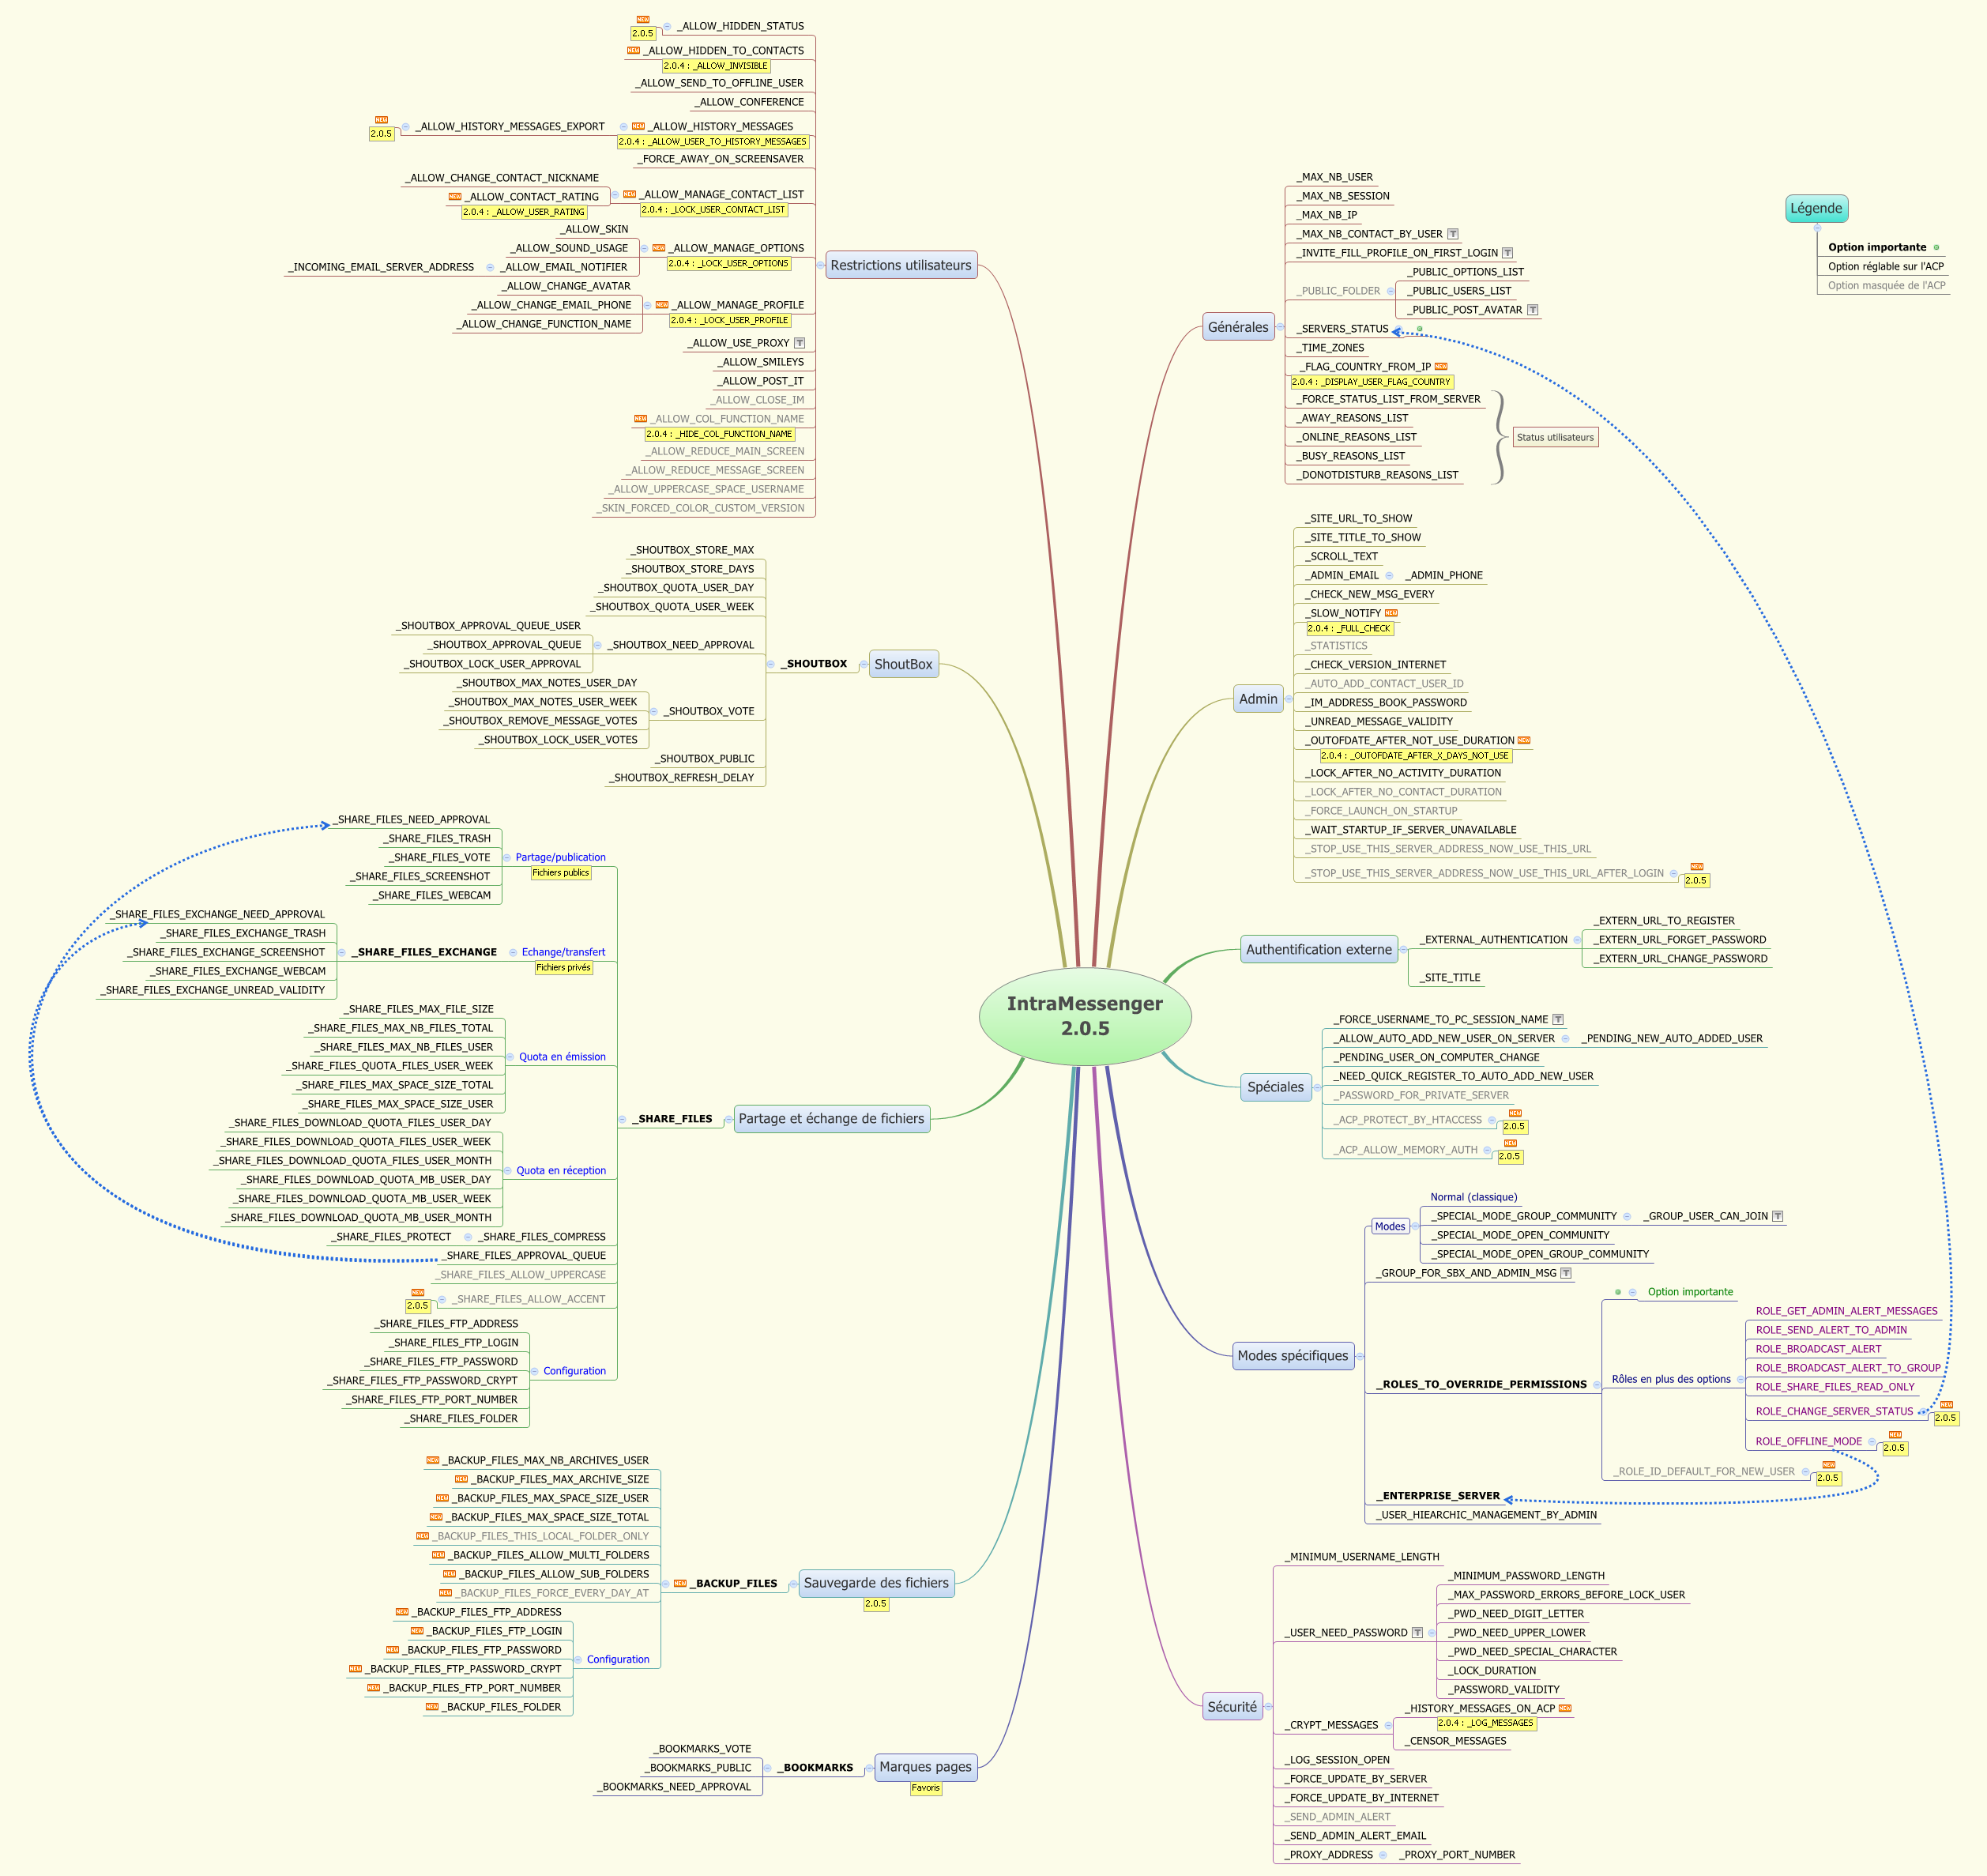 IntraMessenger
2.0.5
Restrictions utilisateurs
NEW
2.0.5
_ALLOW_HIDDEN_STATUS
NEW _ALLOW_HIDDEN_TO_CONTACTS
2.0.4 : _ALLOW_INVISIBLE
_ALLOW_SEND_TO_OFFLINE_USER
_ALLOW_CONFERENCE
NEW
2.0.5
_ALLOW_HISTORY_MESSAGES_EXPORT
NEW _ALLOW_HISTORY_MESSAGES
2.0.4 : _ALLOW_USER_TO_HISTORY_MESSAGES
_FORCE_AWAY_ON_SCREENSAVER
_ALLOW_CHANGE_CONTACT_NICKNAME
NEW _ALLOW_CONTACT_RATING
2.0.4 : _ALLOW_USER_RATING
NEW _ALLOW_MANAGE_CONTACT_LIST
2.0.4 : _LOCK_USER_CONTACT_LIST
_ALLOW_SKIN
_ALLOW_SOUND_USAGE
_INCOMING_EMAIL_SERVER_ADDRESS
_ALLOW_EMAIL_NOTIFIER
NEW _ALLOW_MANAGE_OPTIONS
2.0.4 : _LOCK_USER_OPTIONS
_ALLOW_CHANGE_AVATAR
_ALLOW_CHANGE_EMAIL_PHONE
_ALLOW_CHANGE_FUNCTION_NAME
NEW _ALLOW_MANAGE_PROFILE
2.0.4 : _LOCK_USER_PROFILE
_ALLOW_USE_PROXY
_ALLOW_SMILEYS
_ALLOW_POST_IT
_ALLOW_CLOSE_IM
NEW _ALLOW_COL_FUNCTION_NAME
2.0.4 : _HIDE_COL_FUNCTION_NAME
_ALLOW_REDUCE_MAIN_SCREEN
_ALLOW_REDUCE_MESSAGE_SCREEN
_ALLOW_UPPERCASE_SPACE_USERNAME
_SKIN_FORCED_COLOR_CUSTOM_VERSION
ShoutBox
_SHOUTBOX
_SHOUTBOX_STORE_MAX
_SHOUTBOX_STORE_DAYS
_SHOUTBOX_QUOTA_USER_DAY
_SHOUTBOX_QUOTA_USER_WEEK
_SHOUTBOX_APPROVAL_QUEUE_USER
_SHOUTBOX_APPROVAL_QUEUE
_SHOUTBOX_LOCK_USER_APPROVAL
_SHOUTBOX_NEED_APPROVAL
_SHOUTBOX_MAX_NOTES_USER_DAY
_SHOUTBOX_MAX_NOTES_USER_WEEK
_SHOUTBOX_REMOVE_MESSAGE_VOTES
_SHOUTBOX_LOCK_USER_VOTES
_SHOUTBOX_VOTE
_SHOUTBOX_PUBLIC
_SHOUTBOX_REFRESH_DELAY
Partage et échange de fichiers
_SHARE_FILES
_SHARE_FILES_NEED_APPROVAL
_SHARE_FILES_TRASH
_SHARE_FILES_VOTE
_SHARE_FILES_SCREENSHOT
_SHARE_FILES_WEBCAM
Partage/publication
Fichiers publics
_SHARE_FILES_EXCHANGE_NEED_APPROVAL
_SHARE_FILES_EXCHANGE_TRASH
_SHARE_FILES_EXCHANGE_SCREENSHOT
_SHARE_FILES_EXCHANGE_WEBCAM
_SHARE_FILES_EXCHANGE_UNREAD_VALIDITY
_SHARE_FILES_EXCHANGE
Echange/transfert
Fichiers privés
_SHARE_FILES_MAX_FILE_SIZE
_SHARE_FILES_MAX_NB_FILES_TOTAL
_SHARE_FILES_MAX_NB_FILES_USER
_SHARE_FILES_QUOTA_FILES_USER_WEEK
_SHARE_FILES_MAX_SPACE_SIZE_TOTAL
_SHARE_FILES_MAX_SPACE_SIZE_USER
Quota en émission
_SHARE_FILES_DOWNLOAD_QUOTA_FILES_USER_DAY
_SHARE_FILES_DOWNLOAD_QUOTA_FILES_USER_WEEK
_SHARE_FILES_DOWNLOAD_QUOTA_FILES_USER_MONTH
_SHARE_FILES_DOWNLOAD_QUOTA_MB_USER_DAY
_SHARE_FILES_DOWNLOAD_QUOTA_MB_USER_WEEK
_SHARE_FILES_DOWNLOAD_QUOTA_MB_USER_MONTH
Quota en réception
_SHARE_FILES_PROTECT
_SHARE_FILES_COMPRESS
_SHARE_FILES_APPROVAL_QUEUE
_SHARE_FILES_ALLOW_UPPERCASE
NEW
2.0.5
_SHARE_FILES_ALLOW_ACCENT
_SHARE_FILES_FTP_ADDRESS
_SHARE_FILES_FTP_LOGIN
_SHARE_FILES_FTP_PASSWORD
_SHARE_FILES_FTP_PASSWORD_CRYPT
_SHARE_FILES_FTP_PORT_NUMBER
_SHARE_FILES_FOLDER
Configuration
Sauvegarde des fichiers
2.0.5
NEW _BACKUP_FILES
NEW _BACKUP_FILES_MAX_NB_ARCHIVES_USER
NEW _BACKUP_FILES_MAX_ARCHIVE_SIZE
NEW _BACKUP_FILES_MAX_SPACE_SIZE_USER
NEW _BACKUP_FILES_MAX_SPACE_SIZE_TOTAL
NEW _BACKUP_FILES_THIS_LOCAL_FOLDER_ONLY
NEW _BACKUP_FILES_ALLOW_MULTI_FOLDERS
NEW _BACKUP_FILES_ALLOW_SUB_FOLDERS
NEW _BACKUP_FILES_FORCE_EVERY_DAY_AT
NEW _BACKUP_FILES_FTP_ADDRESS
NEW _BACKUP_FILES_FTP_LOGIN
NEW _BACKUP_FILES_FTP_PASSWORD
NEW _BACKUP_FILES_FTP_PASSWORD_CRYPT
NEW _BACKUP_FILES_FTP_PORT_NUMBER
NEW _BACKUP_FILES_FOLDER
Configuration
Marques pages
Favoris
_BOOKMARKS
_BOOKMARKS_VOTE
_BOOKMARKS_PUBLIC
_BOOKMARKS_NEED_APPROVAL
Générales
_MAX_NB_USER
_MAX_NB_SESSION
_MAX_NB_IP
_MAX_NB_CONTACT_BY_USER
_INVITE_FILL_PROFILE_ON_FIRST_LOGIN
_PUBLIC_FOLDER
_PUBLIC_OPTIONS_LIST
_PUBLIC_USERS_LIST
_PUBLIC_POST_AVATAR
_SERVERS_STATUS
_TIME_ZONES
_FLAG_COUNTRY_FROM_IP NEW
2.0.4 : _DISPLAY_USER_FLAG_COUNTRY
_FORCE_STATUS_LIST_FROM_SERVER
_AWAY_REASONS_LIST
_ONLINE_REASONS_LIST
_BUSY_REASONS_LIST
_DONOTDISTURB_REASONS_LIST
Status utilisateurs
Légende
Option importante
Option réglable sur l'ACP
Option masquée de l'ACP
Admin
_SITE_URL_TO_SHOW
_SITE_TITLE_TO_SHOW
_SCROLL_TEXT
_ADMIN_EMAIL
_ADMIN_PHONE
_CHECK_NEW_MSG_EVERY
_SLOW_NOTIFY NEW
2.0.4 : _FULL_CHECK
_STATISTICS
_CHECK_VERSION_INTERNET
_AUTO_ADD_CONTACT_USER_ID
_IM_ADDRESS_BOOK_PASSWORD
_UNREAD_MESSAGE_VALIDITY
_OUTOFDATE_AFTER_NOT_USE_DURATION NEW
2.0.4 : _OUTOFDATE_AFTER_X_DAYS_NOT_USE
_LOCK_AFTER_NO_ACTIVITY_DURATION
_LOCK_AFTER_NO_CONTACT_DURATION
_FORCE_LAUNCH_ON_STARTUP
_WAIT_STARTUP_IF_SERVER_UNAVAILABLE
_STOP_USE_THIS_SERVER_ADDRESS_NOW_USE_THIS_URL
_STOP_USE_THIS_SERVER_ADDRESS_NOW_USE_THIS_URL_AFTER_LOGIN
NEW
2.0.5
Authentification externe
_EXTERNAL_AUTHENTICATION
_EXTERN_URL_TO_REGISTER
_EXTERN_URL_FORGET_PASSWORD
_EXTERN_URL_CHANGE_PASSWORD
_SITE_TITLE
Spéciales
_FORCE_USERNAME_TO_PC_SESSION_NAME
_ALLOW_AUTO_ADD_NEW_USER_ON_SERVER
_PENDING_NEW_AUTO_ADDED_USER
_PENDING_USER_ON_COMPUTER_CHANGE
_NEED_QUICK_REGISTER_TO_AUTO_ADD_NEW_USER
_PASSWORD_FOR_PRIVATE_SERVER
_ACP_PROTECT_BY_HTACCESS
NEW
2.0.5
_ACP_ALLOW_MEMORY_AUTH
NEW
2.0.5
Modes spécifiques
Modes
Normal (classique)
_SPECIAL_MODE_GROUP_COMMUNITY
_GROUP_USER_CAN_JOIN
_SPECIAL_MODE_OPEN_COMMUNITY
_SPECIAL_MODE_OPEN_GROUP_COMMUNITY
_GROUP_FOR_SBX_AND_ADMIN_MSG
_ROLES_TO_OVERRIDE_PERMISSIONS
Option importante
Rôles en plus des options
ROLE_GET_ADMIN_ALERT_MESSAGES
ROLE_SEND_ALERT_TO_ADMIN
ROLE_BROADCAST_ALERT
ROLE_BROADCAST_ALERT_TO_GROUP
ROLE_SHARE_FILES_READ_ONLY
ROLE_CHANGE_SERVER_STATUS
NEW
2.0.5
ROLE_OFFLINE_MODE
NEW
2.0.5
_ROLE_ID_DEFAULT_FOR_NEW_USER
NEW
2.0.5
_ENTERPRISE_SERVER
_USER_HIEARCHIC_MANAGEMENT_BY_ADMIN
Sécurité
_MINIMUM_USERNAME_LENGTH
_USER_NEED_PASSWORD
_MINIMUM_PASSWORD_LENGTH
_MAX_PASSWORD_ERRORS_BEFORE_LOCK_USER
_PWD_NEED_DIGIT_LETTER
_PWD_NEED_UPPER_LOWER
_PWD_NEED_SPECIAL_CHARACTER
_LOCK_DURATION
_PASSWORD_VALIDITY
_CRYPT_MESSAGES
_HISTORY_MESSAGES_ON_ACP NEW
2.0.4 : _LOG_MESSAGES
_CENSOR_MESSAGES
_LOG_SESSION_OPEN
_FORCE_UPDATE_BY_SERVER
_FORCE_UPDATE_BY_INTERNET
_SEND_ADMIN_ALERT
_SEND_ADMIN_ALERT_EMAIL
_PROXY_ADDRESS
_PROXY_PORT_NUMBER